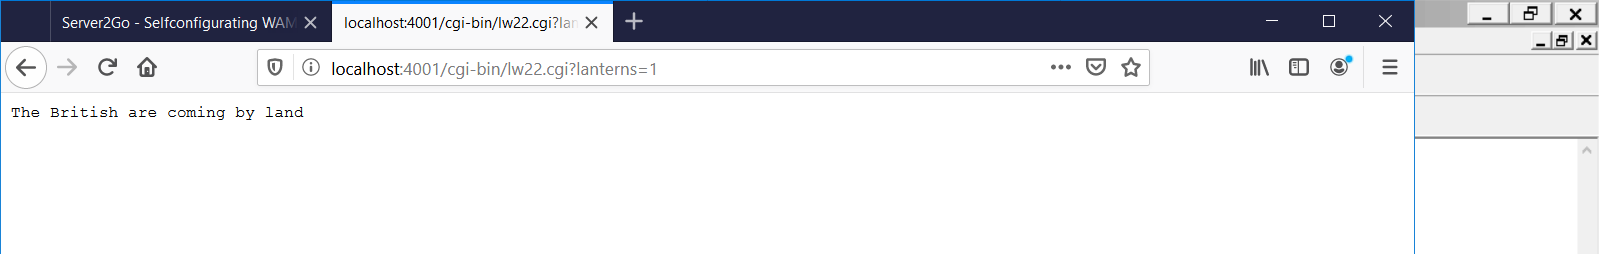 Server2Go - Selfconfigurating WAM
localhost:4001/cgi-bin/lw22.cgi?lan
localhost:4001/cgi-bin/lw22.cgi?lanterns=1
The British are coming by land